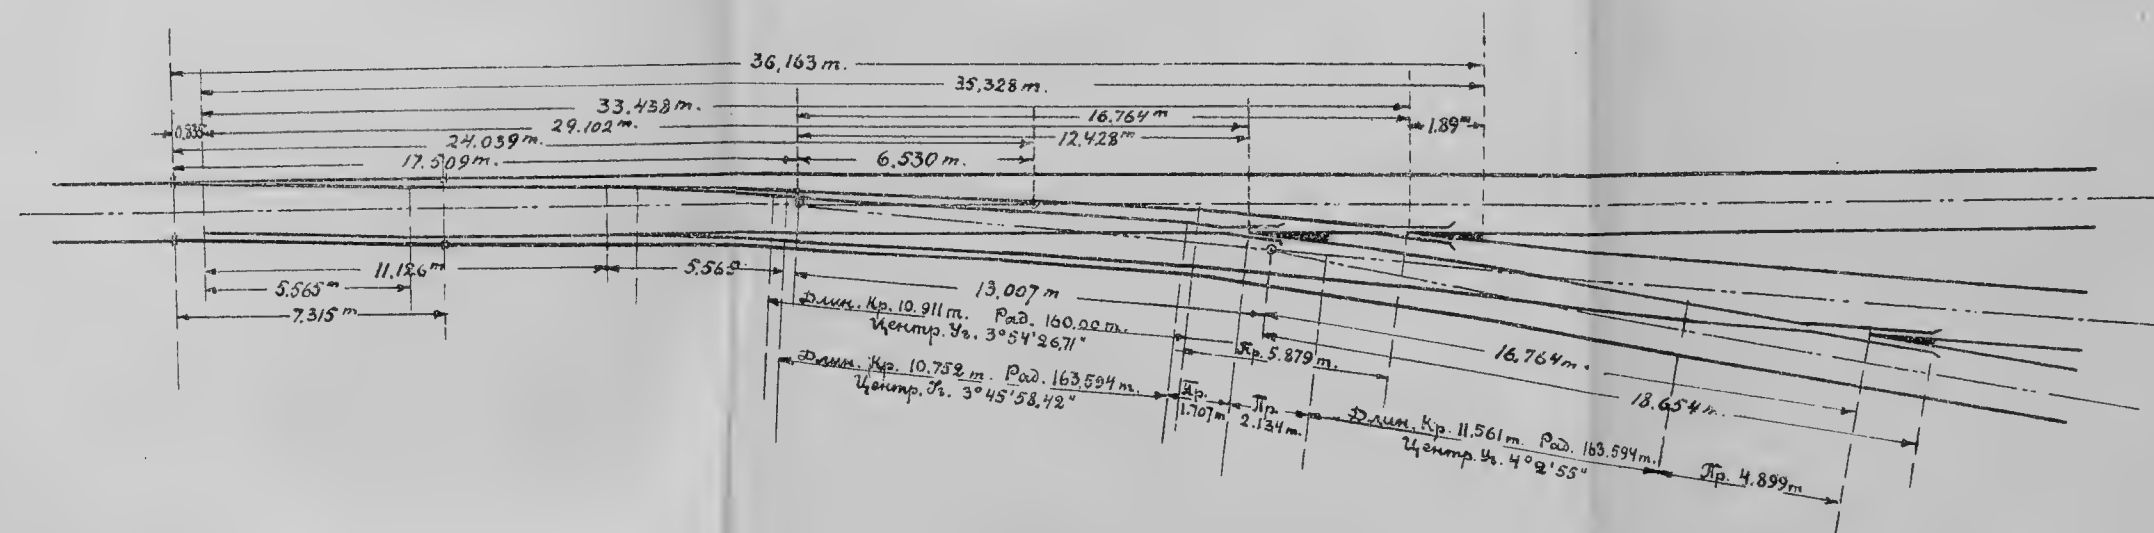 36,163 m.
35,328 m.
33.438 m.
16.764 m
0,835
29.102 m.
1.89 m
24.039 m.
12.428 m
17.509 m.
6.530 m.
11,126 m
5.569
5.565 m
13,007 m
7.315 m
Длин. Кр. 10.911 m. Рад. 160.00 m.
Центр. Уг. 3°54'26,71"
Пр. 5.879 m.
16,764 m.
Длин. Кр. 10.752 m. Рад. 163,594 m.
Центр. Уг. 3°45'58,42"
Пр.
1.707 m
Пр.
2.134 m.
18.654 m.
Длин. Кр. 11,561 m. Рад. 163.594 m.
Центр. Уг. 4°2'55"
Пр. 4.899 m